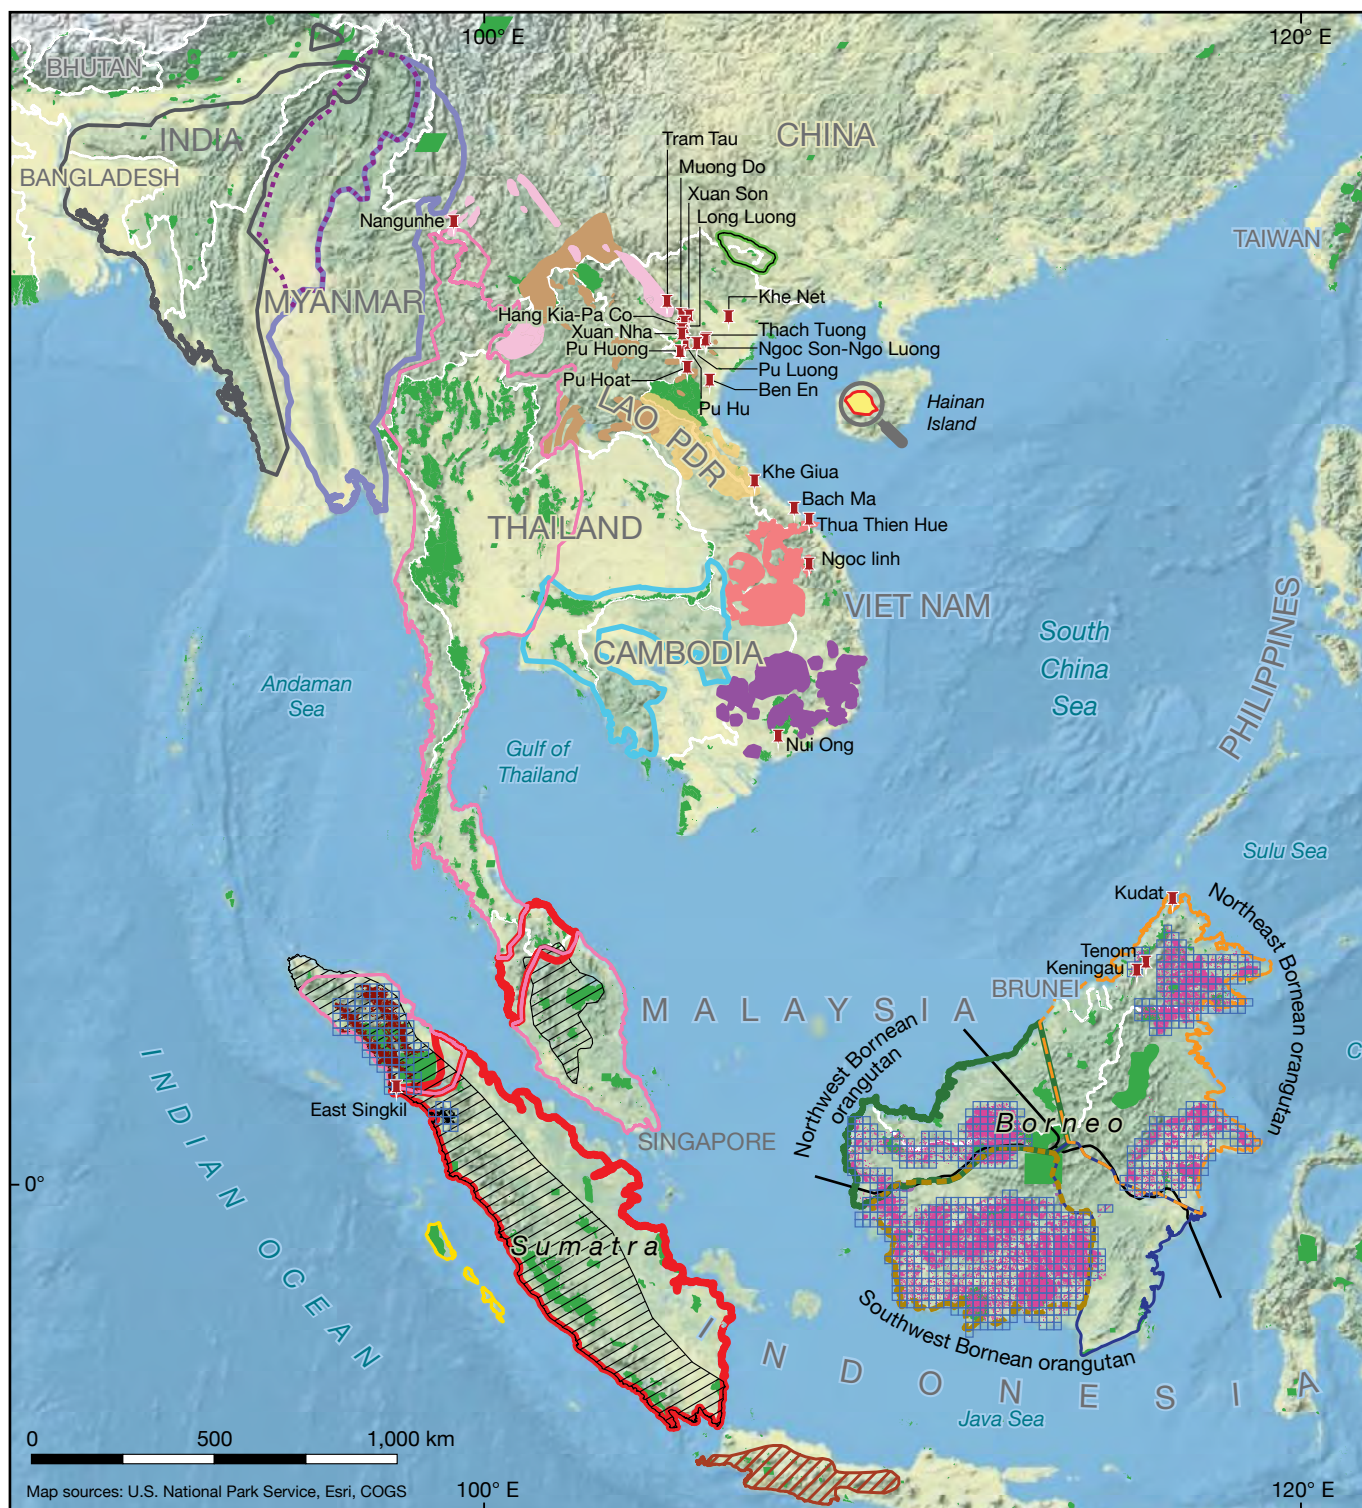 100° E
120° E
BHUTAN
INDIA
CHINA
BANGLADESH
Tram Tau
Muong Do
Xuan Son
Long Luong
Nangunhe
TAIWAN
MYANMAR
Khe Net
Hang Kia-Pa Co
Xuan Nha
Pu Huong
Pu Hoat
Thach Tuong
Ngoc Son-Ngo Luong
Pu Luong
Ben En
Pu Hu
Hainan
Island
LAO PDR
Khe Giua
Bach Ma
Thua Thien Hue
THAILAND
Ngoc linh
VIET NAM
CAMBODIA
South
China
Sea
PHILIPPINES
Andaman
Sea
Gulf of
Thailand
Nui Ong
Sulu Sea
Kudat
Northeast Bornean orangutan
Tenom
Keningau
BRUNEI
MALAYSIA
Northwest Bornean
orangutan
C
INDIAN OCEAN
East Singkil
Borneo
SINGAPORE
0°
Sumatra
Southwest Bornean orangutan
INDONESIA
Java Sea
0 500 1,000 km
Map sources: U.S. National Park Service, Esri, COGS
100° E
120° E